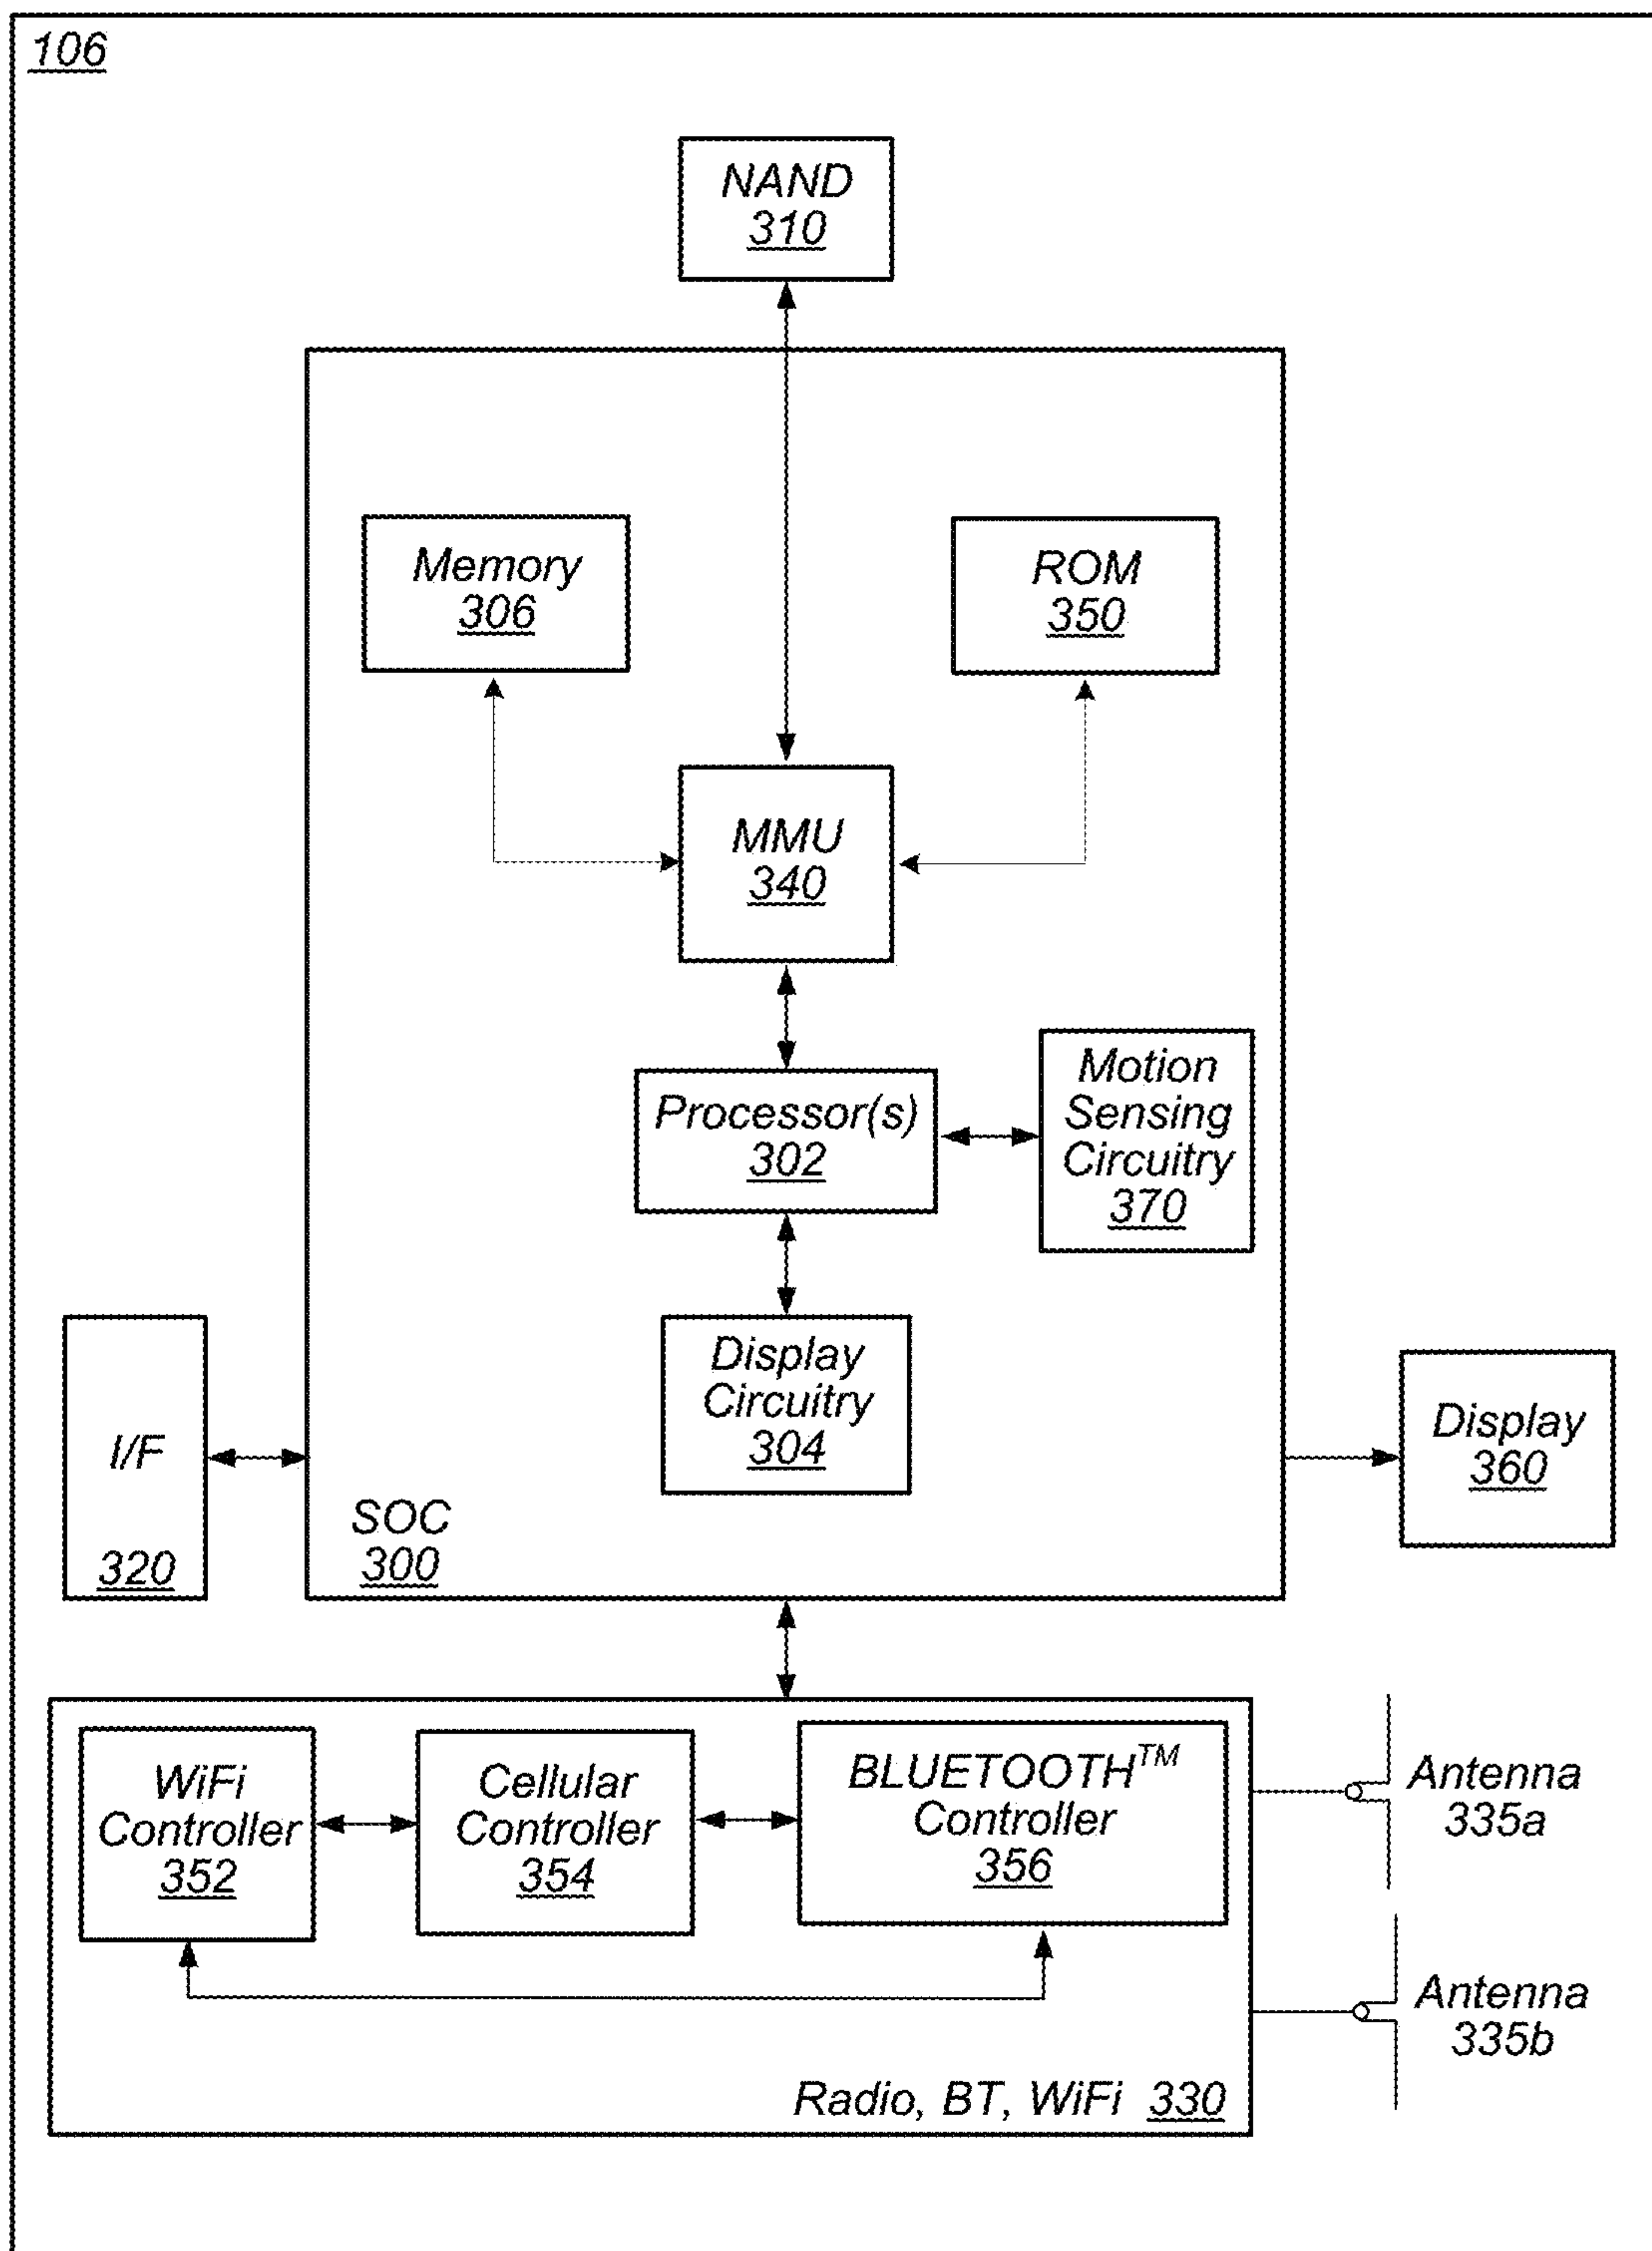 106
NAND
310
Memory
306
ROM
350
MMU
340
Processor(s)
302
Motion
Sensing
Circuitry
370
Display
Circuitry
304
I/F
320
SOC
300
Display
360
WiFi
Controller
352
Cellular
Controller
354
BLUETOOTH™
Controller
356
Antenna
335a
Antenna
335b
Radio, BT, WiFi 330